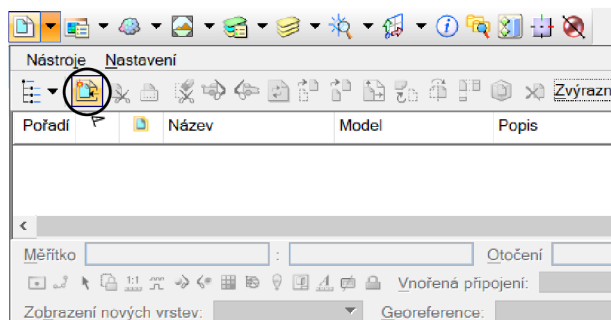 Nástroje Nastavení
Zvýrazn
Pořadí Název Model Popis
Měřítko : Otočení
1:1 Vnořená připojení:
Zobrazení nových vrstev: Georeference: